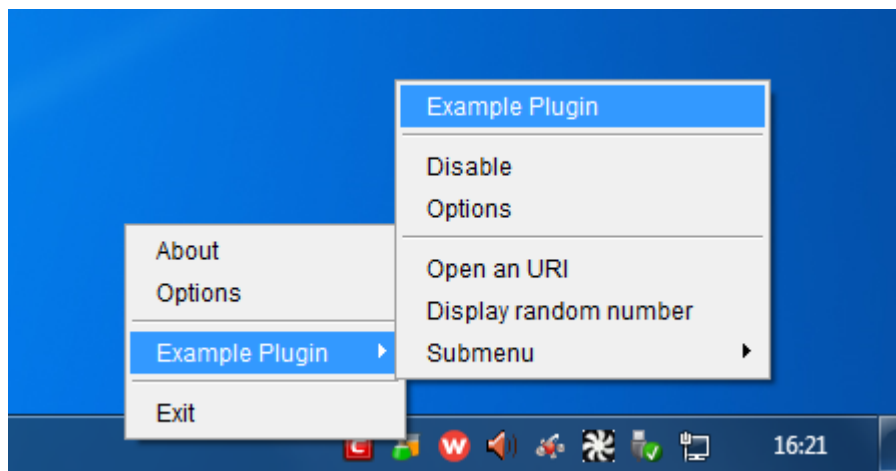 Example Plugin
Disable
Options
Open an URI
Display random number
Submenu
About
Options
Example Plugin
Exit
C
W
16:21